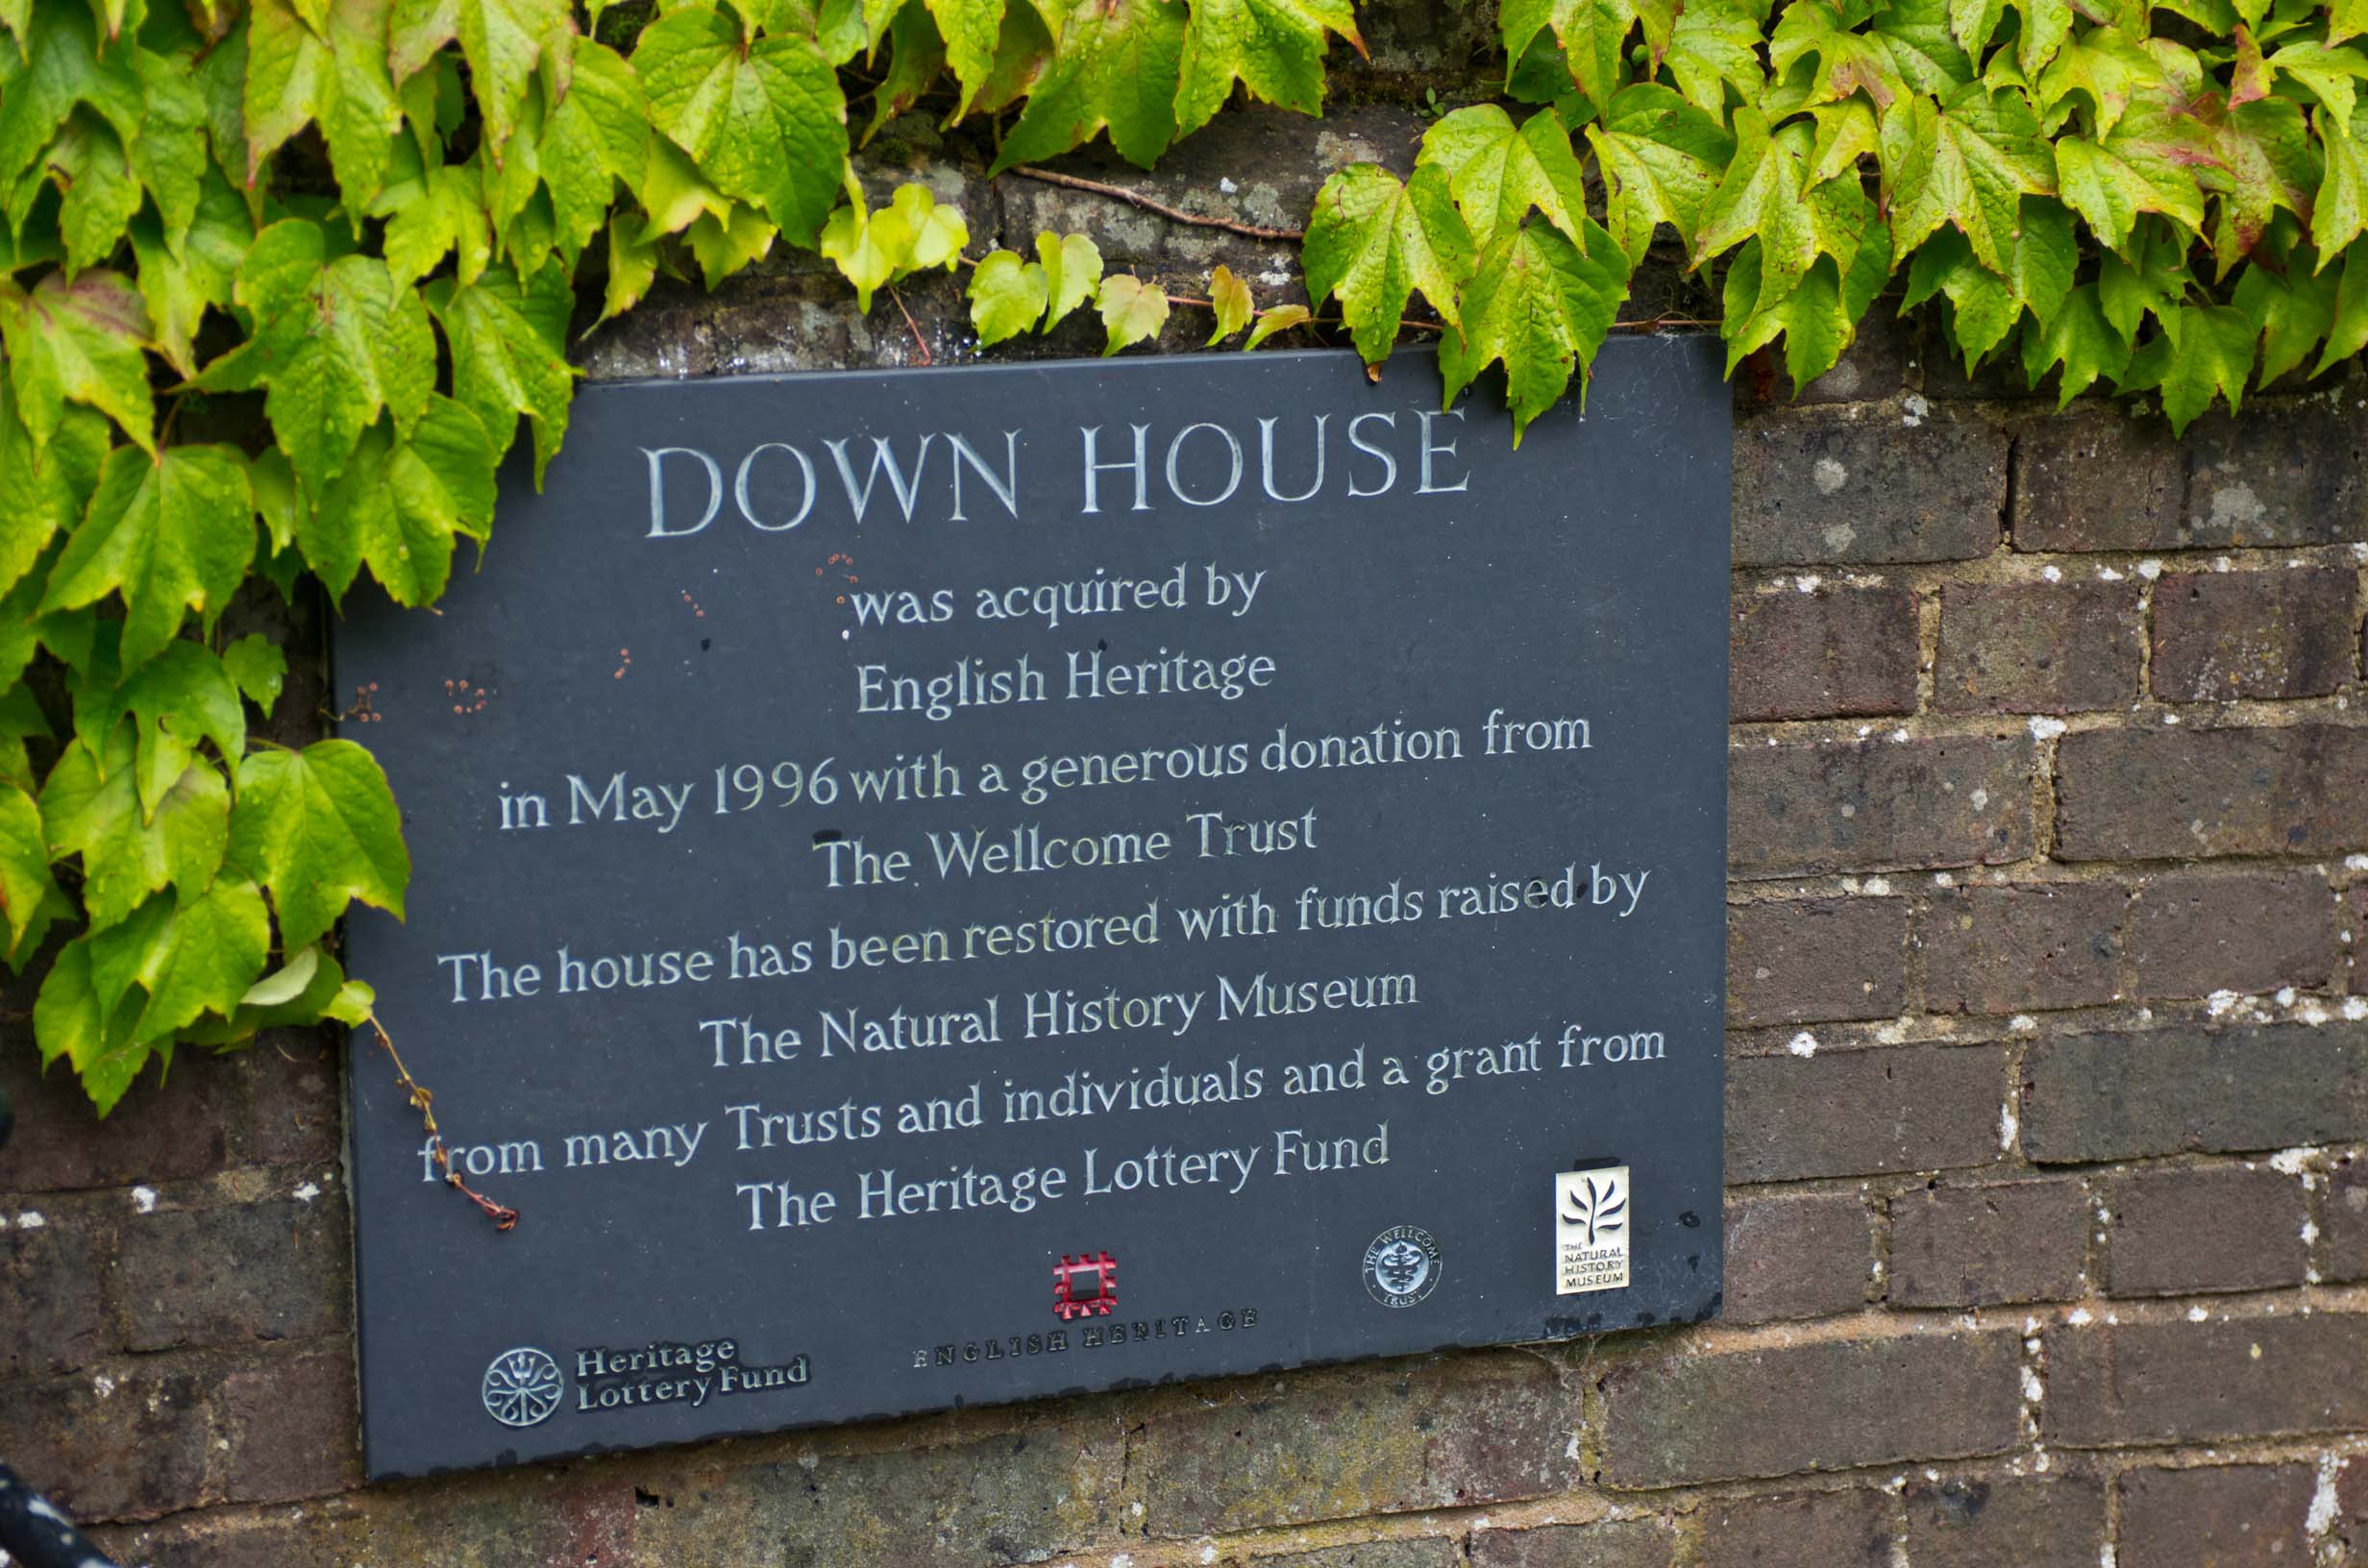 DOWN HOUSE
was acquired by
English Heritage
in May 1996 with a generous donation from
The Wellcome Trust
The house has been restored with funds raised by
The Natural History Museum
from many Trusts and individuals and a grant from
The Heritage Lottery Fund
Heritage
Lottery Fund
ENGLISH HERITAGE
THE WELLCOME
TRUST
THE
NATURAL
HISTORY
MUSEUM